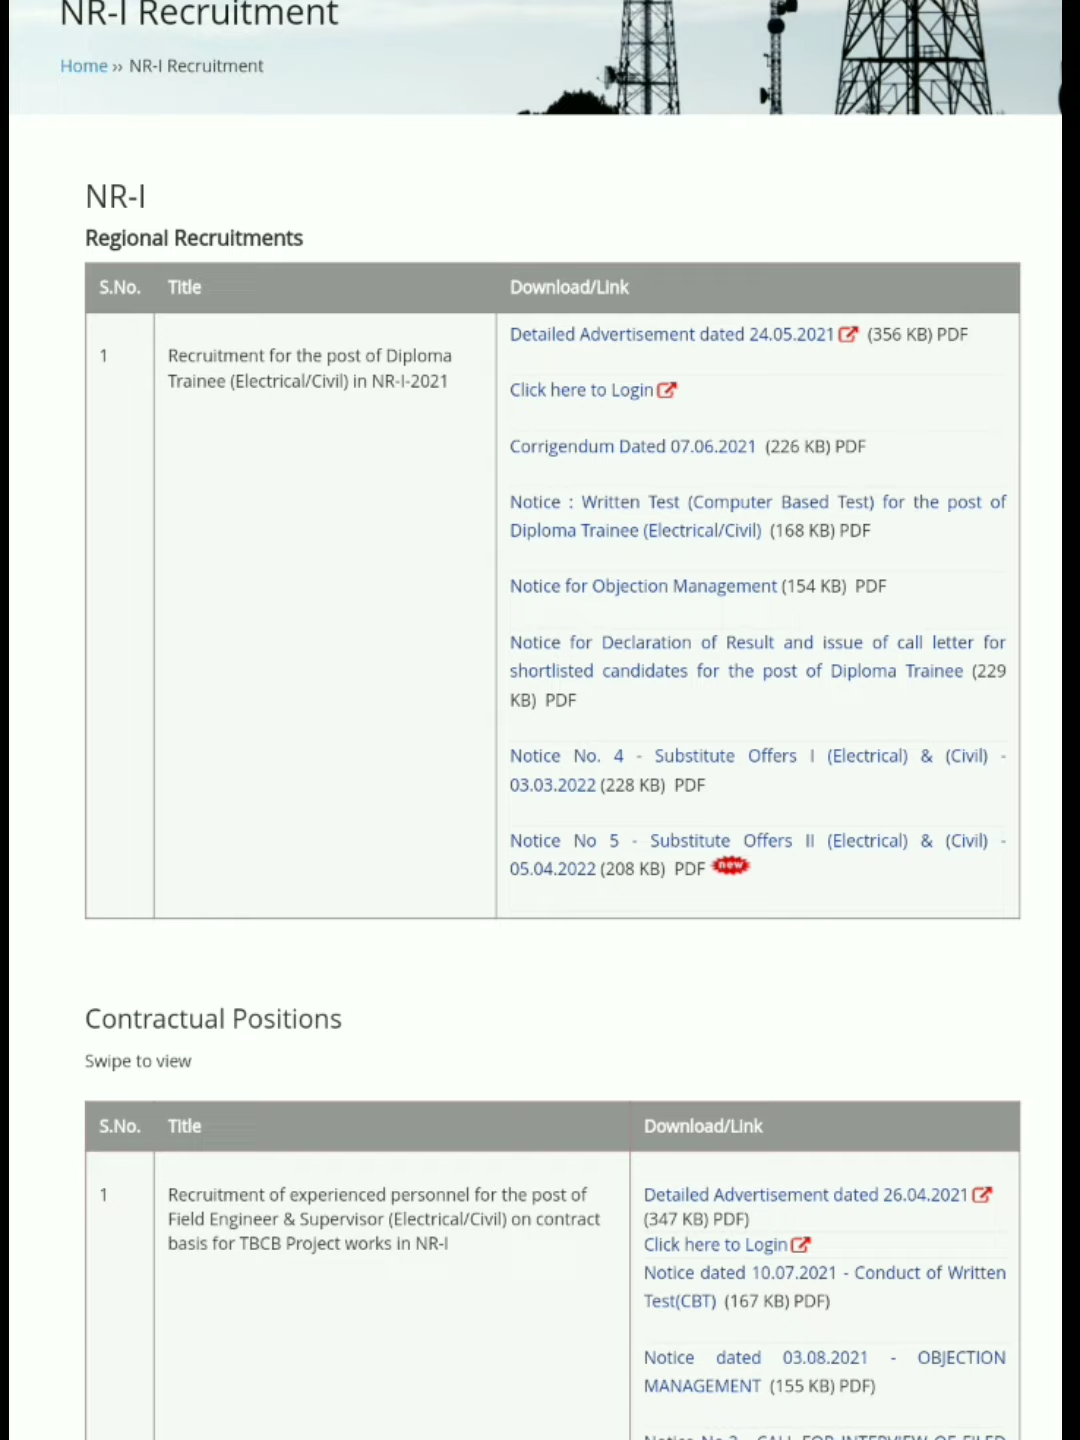 NR-I Recruitment
Home ›› NR-I Recruitment
NR-I
Regional Recruitments
S.No. Title Download/Link
1 Recruitment for the post of Diploma
Trainee (Electrical/Civil) in NR-I-2021
Detailed Advertisement dated 24.05.2021 (356 KB) PDF
Click here to Login
Corrigendum Dated 07.06.2021 (226 KB) PDF
Notice : Written Test (Computer Based Test) for the post of
Diploma Trainee (Electrical/Civil) (168 KB) PDF
Notice for Objection Management (154 KB) PDF
Notice for Declaration of Result and issue of call letter for
shortlisted candidates for the post of Diploma Trainee (229
KB) PDF
Notice No. 4 - Substitute Offers I (Electrical) & (Civil) -
03.03.2022 (228 KB) PDF
Notice No 5 - Substitute Offers II (Electrical) & (Civil) -
05.04.2022 (208 KB) PDF new
Contractual Positions
Swipe to view
S.No. Title Download/Link
1 Recruitment of experienced personnel for the post of
Field Engineer & Supervisor (Electrical/Civil) on contract
basis for TBCB Project works in NR-I
Detailed Advertisement dated 26.04.2021
(347 KB) PDF)
Click here to Login
Notice dated 10.07.2021 - Conduct of Written
Test(CBT) (167 KB) PDF)
Notice dated 03.08.2021 - OBJECTION
MANAGEMENT (155 KB) PDF)